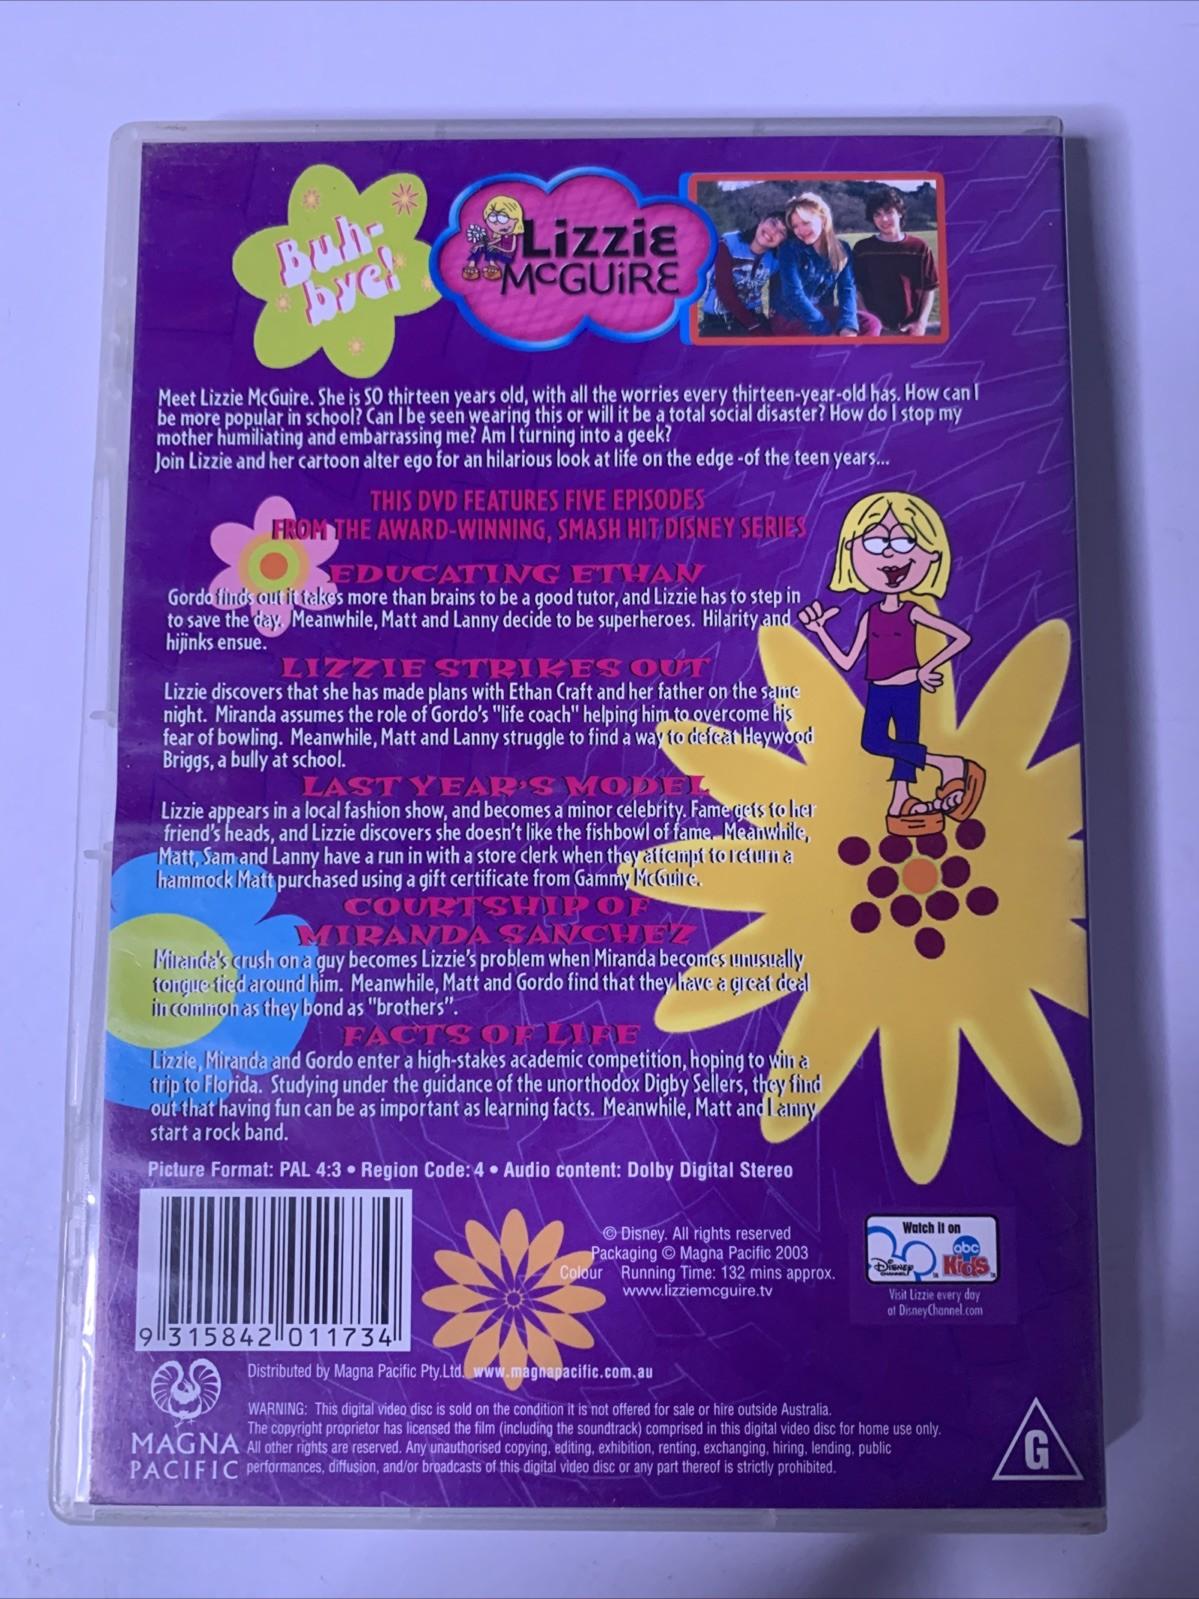 Buh-
bye!
Lizzie
McGuire
Meet Lizzie McGuire. She is SO thirteen years old, with all the worries every thirteen-year-old has. How can I
be more popular in school? Can I be seen wearing this or will it be a total social disaster? How do I stop my
mother humiliating and embarrassing me? Am I turning into a geek?
Join Lizzie and her cartoon alter ego for an hilarious look at life on the edge -of the teen years...
THIS DVD FEATURES FIVE EPISODES
FROM THE AWARD-WINNING, SMASH HIT DISNEY SERIES
EDUCATING ETHAN
Gordo finds out it takes more than brains to be a good tutor, and Lizzie has to step in
to save the day. Meanwhile, Matt and Lanny decide to be superheroes. Hilarity and
hijinks ensue.
LIZZIE STRIKES OUT
Lizzie discovers that she has made plans with Ethan Craft and her father on the same
night. Miranda assumes the role of Gordo's "life coach" helping him to overcome his
fear of bowling. Meanwhile, Matt and Lanny struggle to find a way to defeat Heywood
Briggs, a bully at school.
LAST YEAR'S MODEL
Lizzie appears in a local fashion show, and becomes a minor celebrity. Fame gets to her
friend's heads, and Lizzie discovers she doesn't like the fishbowl of fame. Meanwhile,
Matt, Sam and Lanny have a run in with a store clerk when they attempt to return a
hammock Matt purchased using a gift certificate from Gammy McGuire.
COURTSHIP OF
MIRANDA SANCHEZ
Miranda's crush on a guy becomes Lizzie's problem when Miranda becomes unusually
tongue-tied around him. Meanwhile, Matt and Gordo find that they have a great deal
in common as they bond as "brothers".
FACTS OF LIFE
Lizzie, Miranda and Gordo enter a high-stakes academic competition, hoping to win a
trip to Florida. Studying under the guidance of the unorthodox Digby Sellers, they find
out that having fun can be as important as learning facts. Meanwhile, Matt and Lanny
start a rock band.
Picture Format: PAL 4:3 • Region Code: 4 • Audio content: Dolby Digital Stereo
9 315842 011734
© Disney. All rights reserved
Packaging © Magna Pacific 2003
Colour Running Time: 132 mins approx.
www.lizziemcguire.tv
Watch it on
Disney
CHANNEL
abc
Kids
Visit Lizzie every day
at DisneyChannel.com
Distributed by Magna Pacific Pty.Ltd. www.magnapacific.com.au
MAGNA
PACIFIC
WARNING: This digital video disc is sold on the condition it is not offered for sale or hire outside Australia.
The copyright proprietor has licensed the film (including the soundtrack) comprised in this digital video disc for home use only.
All other rights are reserved. Any unauthorised copying, editing, exhibition, renting, exchanging, hiring, lending, public
performances, diffusion, and/or broadcasts of this digital video disc or any part thereof is strictly prohibited.
G